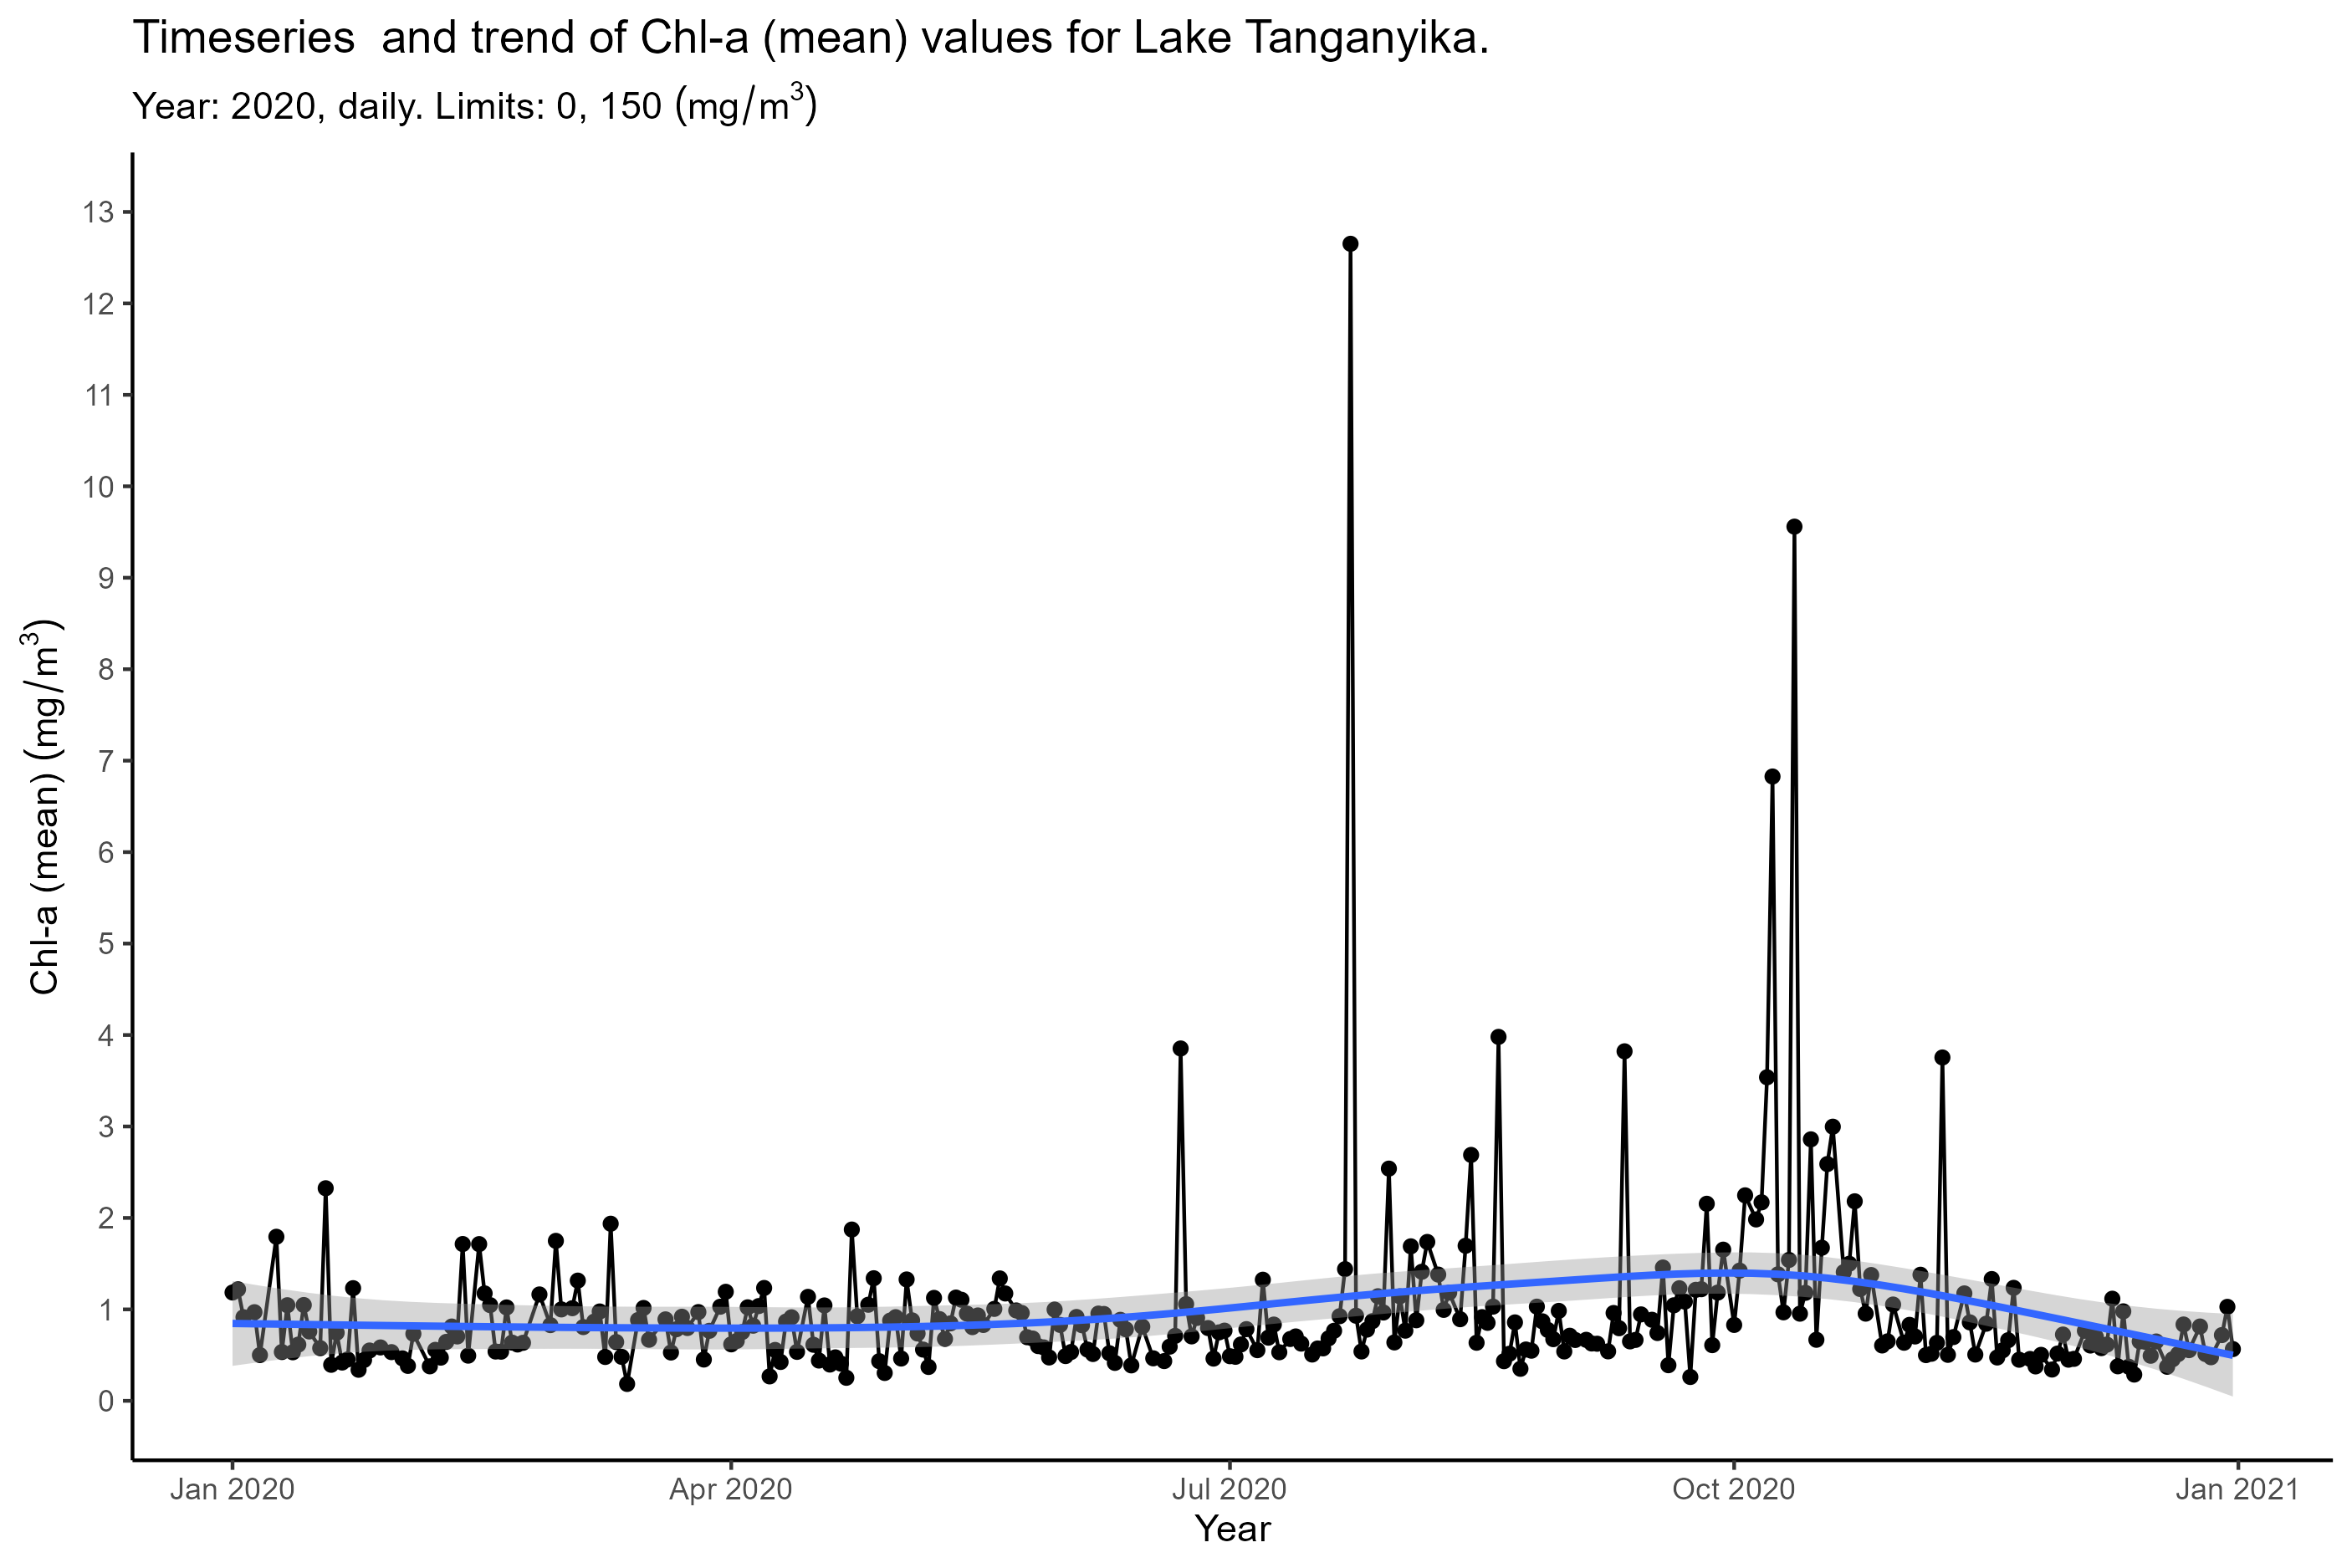 Timeseries  and trend of Chl-a (mean) values for Lake Tanganyika.
Year: 2020, daily. Limits: 0, 150 (mg/m³)
Chl-a (mean) (mg/m³)
13
12
11
10
9
8
7
6
5
4
3
2
1
0
Jan 2020 Apr 2020 Jul 2020 Oct 2020 Jan 2021
Year